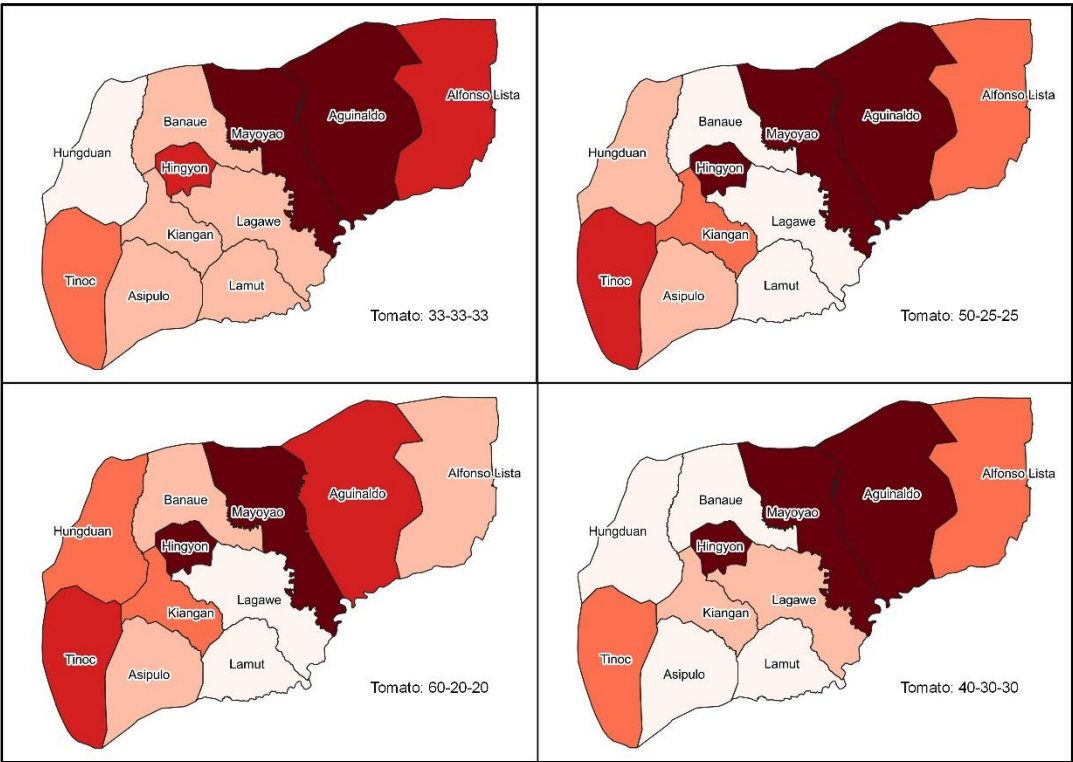 Alfonso Lista
Aguinaldo
Banaue
Mayoyao
Hungduan
Hingyon
Lagawe
Kiangan
Tinoc
Asipulo
Lamut
Tomato: 33-33-33
Alfonso Lista
Aguinaldo
Banaue
Mayoyao
Hungduan
Hingyon
Lagawe
Kiangan
Tinoc
Asipulo
Lamut
Tomato: 50-25-25
Alfonso Lista
Aguinaldo
Banaue
Mayoyao
Hungduan
Hingyon
Lagawe
Kiangan
Tinoc
Asipulo
Lamut
Tomato: 60-20-20
Alfonso Lista
Aguinaldo
Banaue
Mayoyao
Hungduan
Hingyon
Lagawe
Kiangan
Tinoc
Asipulo
Lamut
Tomato: 40-30-30